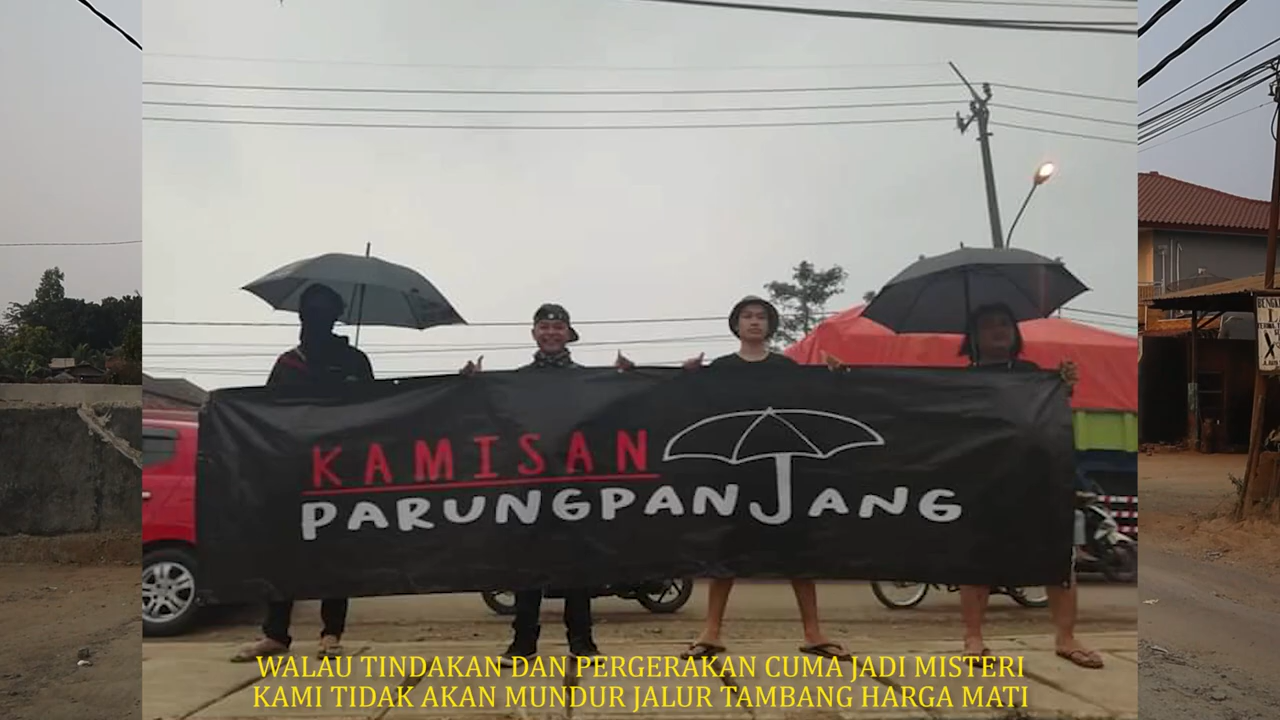 KAMISAN
PARUNGPANJANG
WALAU TINDAKAN DAN PERGERAKAN CUMA JADI MISTERI
KAMI TIDAK AKAN MUNDUR JALUR TAMBANG HARGA MATI